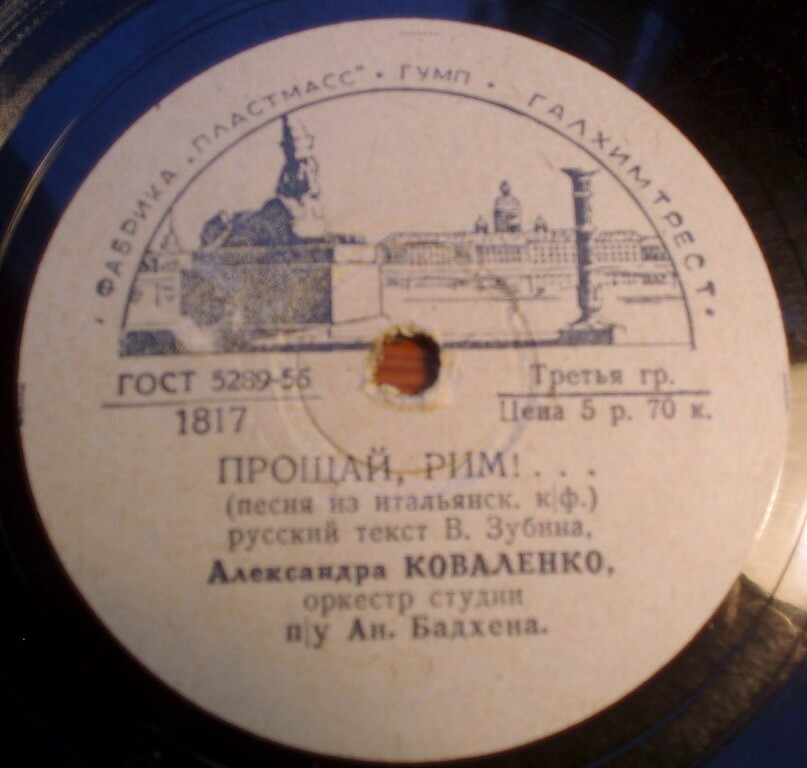 ФАБРИКА „ПЛАСТМАСС" • ГУМП • ГАЛХИМТРЕСТ
ГОСТ 5289-56
1817
Третья гр.
Цена 5 р. 70 к.
ПРОЩАЙ, РИМ! . . .
(песня из итальянск. к|ф.)
русский текст В. Зубина,
Александра КОВАЛЕНКО,
оркестр студии
п|у Ан. Бадхена.